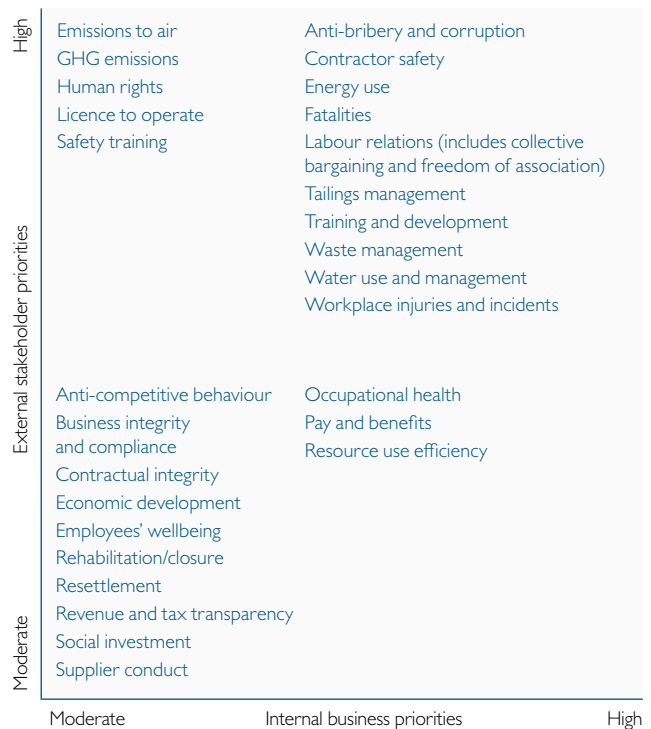 High
External stakeholder priorities
Moderate
Emissions to air
GHG emissions
Human rights
Licence to operate
Safety training
Anti-bribery and corruption
Contractor safety
Energy use
Fatalities
Labour relations (includes collective
bargaining and freedom of association)
Tailings management
Training and development
Waste management
Water use and management
Workplace injuries and incidents
Anti-competitive behaviour
Business integrity
and compliance
Contractual integrity
Economic development
Employees’ wellbeing
Rehabilitation/closure
Resettlement
Revenue and tax transparency
Social investment
Supplier conduct
Occupational health
Pay and benefits
Resource use efficiency
Moderate
Internal business priorities
High